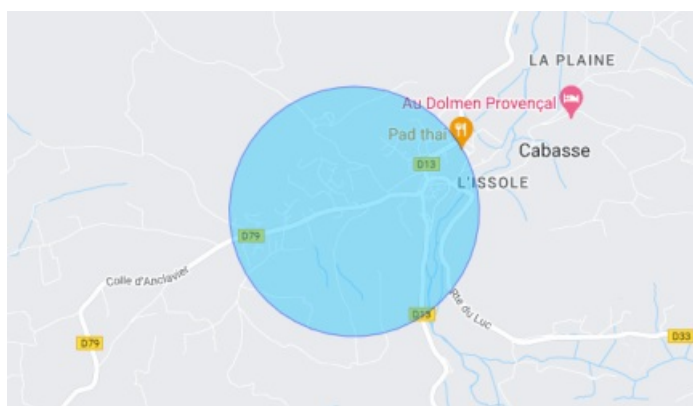 LA PLAINE
Au Dolmen Provençal
Pad thai
Cabasse
D13
L'ISSOLE
D79
Colle d'Anclavier
Rte du Luc
D13
D33
D79